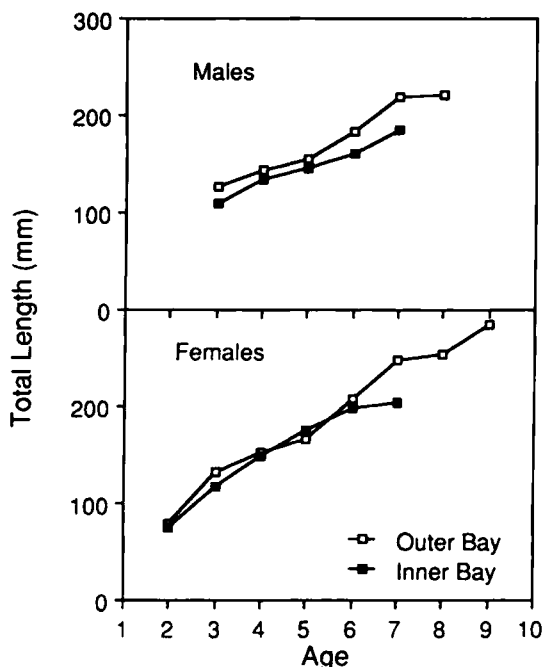 300
Males
200
100
0
Females
200
100
0
Outer Bay
Inner Bay
1 2 3 4 5 6 7 8 9 10
Age
Total Length (mm)